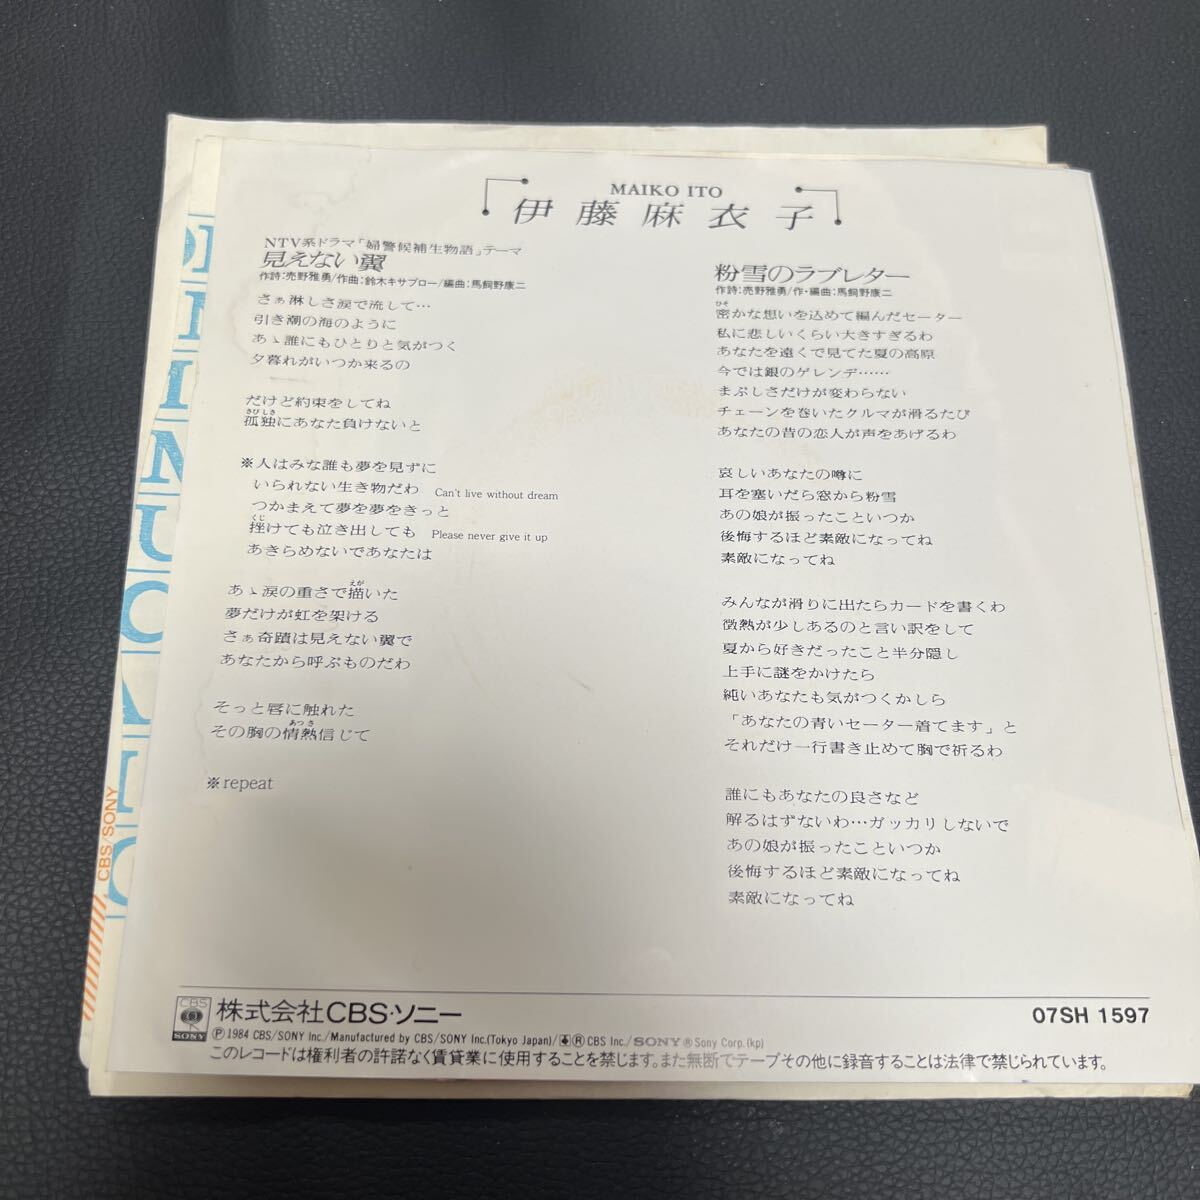 MAIKO ITO
伊藤麻衣子
NTV系ドラマ「婦警候補生物語」テーマ
見えない翼
作詩:売野雅勇/作曲:鈴木キサブロー/編曲:馬飼野康二
さぁ淋しさ涙で流して…
引き潮の海のように
あゝ誰にもひとりと気がつく
夕暮れがいつか来るの
だけど約束をしてね
さびしさ
孤独にあなた負けないと
※人はみな誰も夢を見ずに
いられない生き物だわ Can't live without dream
つかまえて夢を夢をきっと
くじ
挫けても泣き出しても Please never give it up
あきらめないであなたは
えが
あゝ涙の重さで描いた
夢だけが虹を架ける
さぁ奇蹟は見えない翼で
あなたから呼ぶものだわ
そっと唇に触れた
あつさ
その胸の情熱信じて
※repeat
粉雪のラブレター
作詩:売野雅勇/作・編曲:馬飼野康二
ひそ
密かな想いを込めて編んだセーター
私に悲しいくらい大きすぎるわ
あなたを遠くで見てた夏の高原
今では銀のゲレンデ……
まぶしさだけが変わらない
チェーンを巻いたクルマが滑るたび
あなたの昔の恋人が声をあげるわ
哀しいあなたの噂に
耳を塞いだら窓から粉雪
あの娘が振ったこといつか
後悔するほど素敵になってね
素敵になってね
みんなが滑りに出たらカードを書くわ
微熱が少しあるのと言い訳をして
夏から好きだったこと半分隠し
上手に謎をかけたら
純いあなたも気がつくかしら
「あなたの青いセーター着てます」と
それだけ一行書き止めて胸で祈るわ
誰にもあなたの良さなど
解るはずないわ…ガッカリしないで
あの娘が振ったこといつか
後悔するほど素敵になってね
素敵になってね
CBS/SONY
CBS
SONY
株式会社CBS・ソニー
07SH 1597
Ⓟ1984 CBS/SONY Inc./Manufactured by CBS/SONY Inc.(Tokyo Japan)/ ® CBS Inc./SONY ® Sony Corp.(kp)
このレコードは権利者の許諾なく賃貸業に使用することを禁じます。また無断でテープその他に録音することは法律で禁じられています。